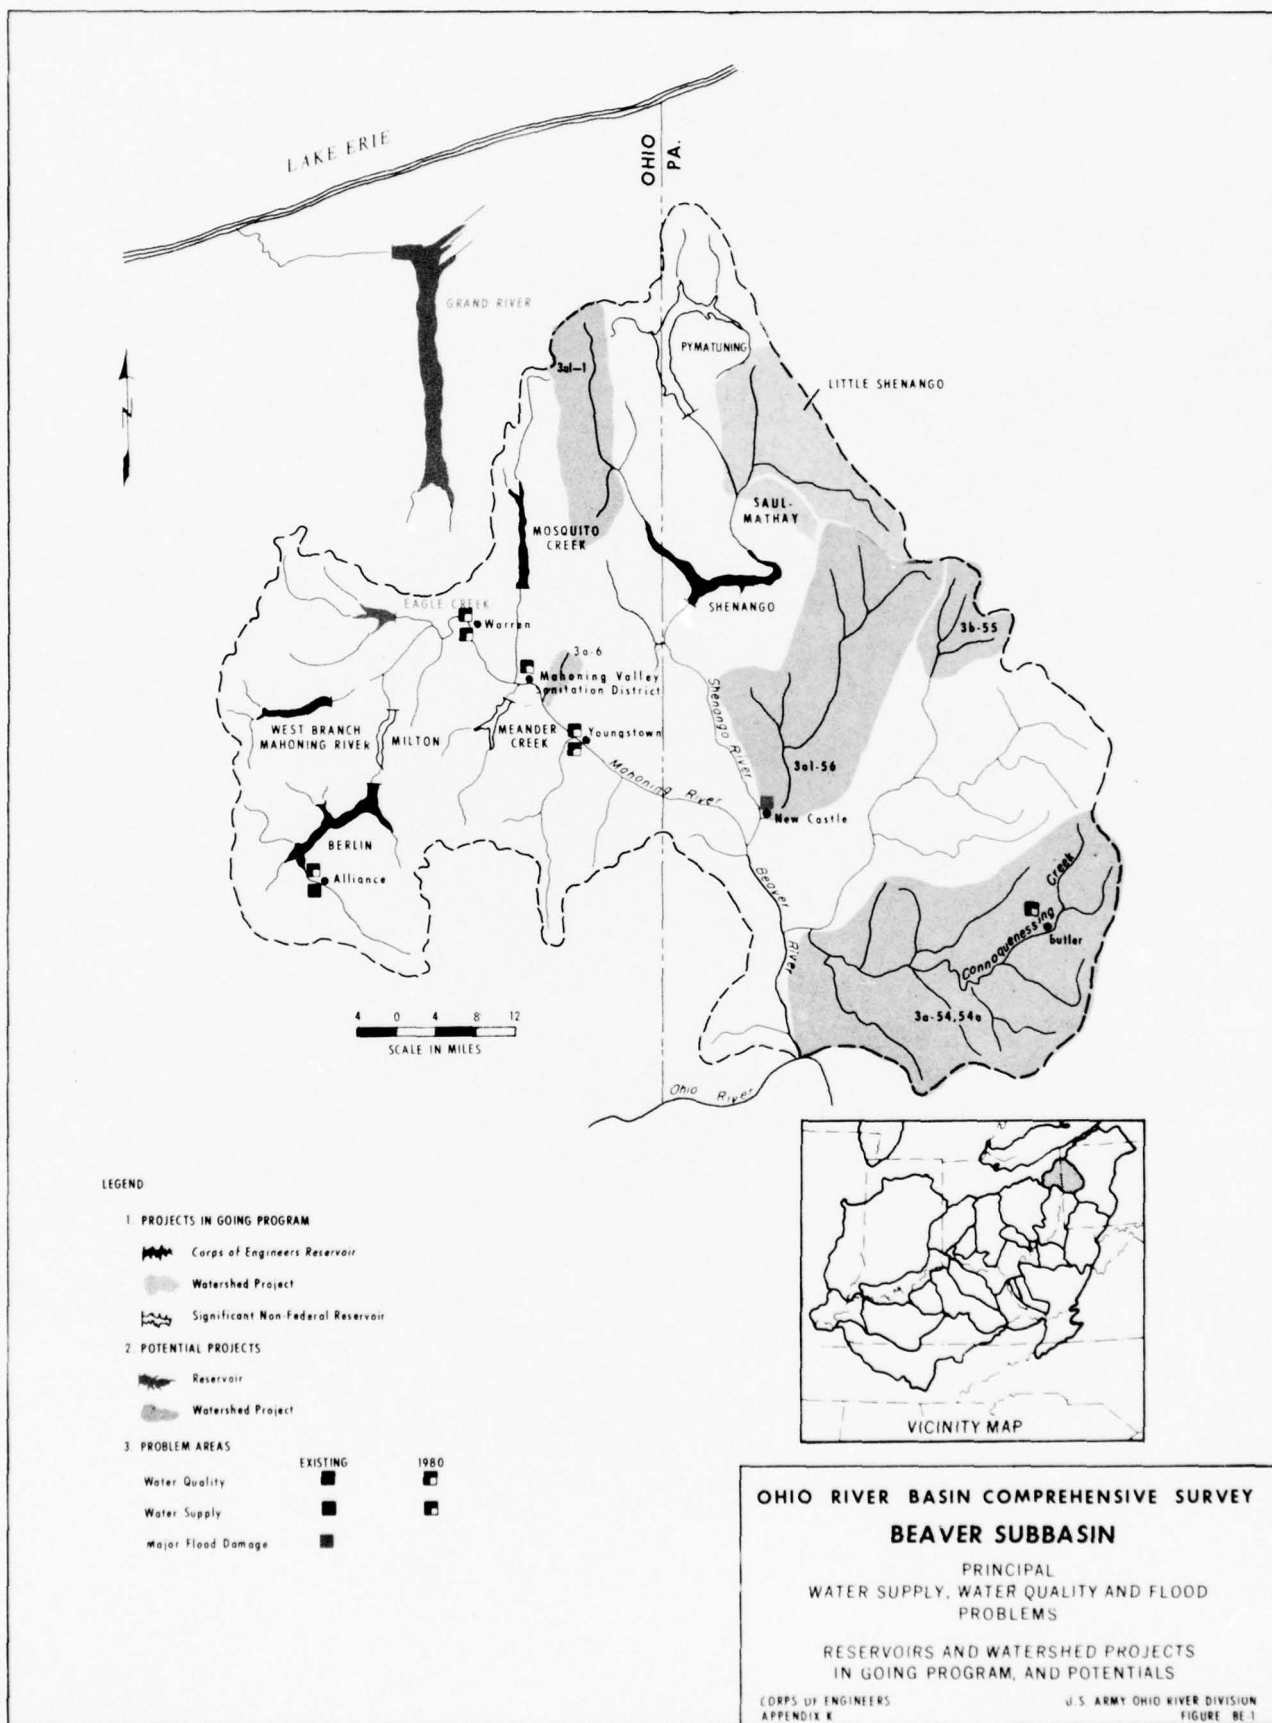 LAKE ERIE
OHIO
PA.
GRAND RIVER
PYMATUNING
3a1-1
LITTLE SHENANGO
SAUL-
MATHAY
MOSQUITO
CREEK
SHENANGO
EAGLE CREEK
Warren
3b-55
3a-6
Mahoning Valley
anitation District
Shenango River
WEST BRANCH
MAHONING RIVER
MILTON
MEANDER
CREEK
Youngstown
Mahoning River
3a1-56
New Castle
BERLIN
Alliance
Beaver River
Connoquenessing Creek
Butler
3a-54,54a
4 0 4 8 12
SCALE IN MILES
Ohio River
LEGEND
1. PROJECTS IN GOING PROGRAM
Corps of Engineers Reservoir
Watershed Project
Significant Non-Federal Reservoir
2. POTENTIAL PROJECTS
Reservoir
Watershed Project
3. PROBLEM AREAS
EXISTING 1980
Water Quality
Water Supply
Major Flood Damage
VICINITY MAP
OHIO RIVER BASIN COMPREHENSIVE SURVEY
BEAVER SUBBASIN
PRINCIPAL
WATER SUPPLY, WATER QUALITY AND FLOOD
PROBLEMS
RESERVOIRS AND WATERSHED PROJECTS
IN GOING PROGRAM, AND POTENTIALS
CORPS OF ENGINEERS U.S. ARMY OHIO RIVER DIVISION
APPENDIX K FIGURE BE-1